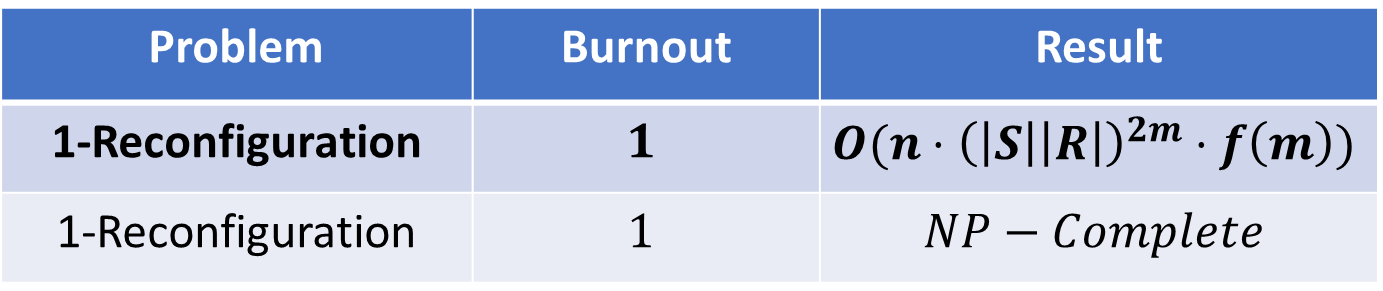 Problem Burnout Result
1-Reconfiguration 1 O(n · (|S||R|)²ᵐ · f(m))
1-Reconfiguration 1 NP − Complete